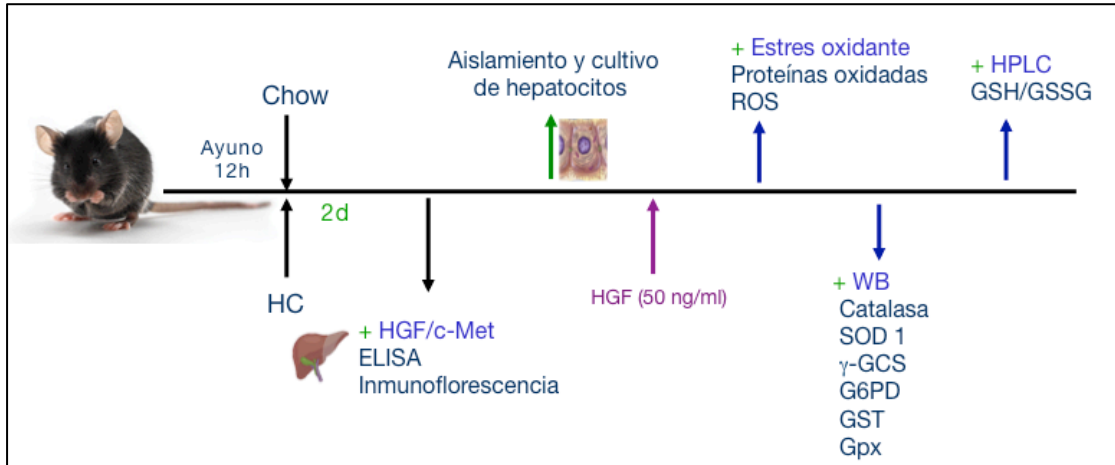 Ayuno
12h
Chow
HC
2d
+ HGF/c-Met
ELISA
Inmunoflorescencia
Aislamiento y cultivo
de hepatocitos
HGF (50 ng/ml)
+ Estres oxidante
Proteínas oxidadas
ROS
+ WB
Catalasa
SOD 1
γ-GCS
G6PD
GST
Gpx
+ HPLC
GSH/GSSG